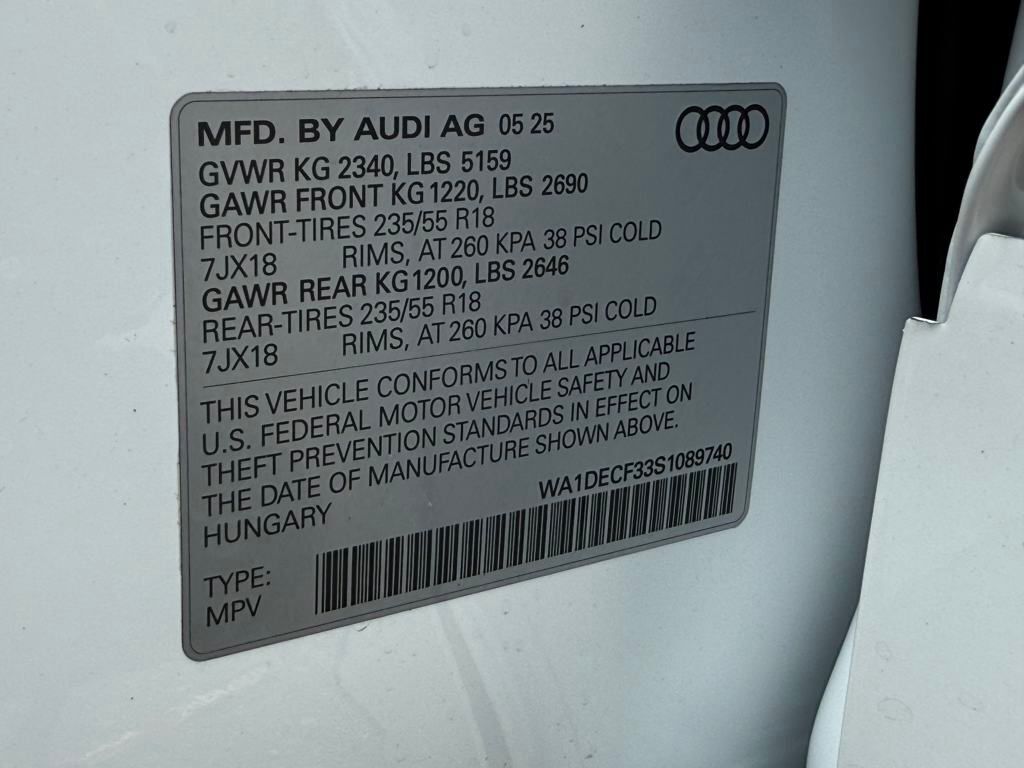 MFD. BY AUDI AG 05 25
GVWR KG 2340, LBS 5159
GAWR FRONT KG 1220, LBS 2690
FRONT-TIRES 235/55 R18
7JX18 RIMS, AT 260 KPA 38 PSI COLD
GAWR REAR KG 1200, LBS 2646
REAR-TIRES 235/55 R18
7JX18 RIMS, AT 260 KPA 38 PSI COLD
THIS VEHICLE CONFORMS TO ALL APPLICABLE
U.S. FEDERAL MOTOR VEHICLE SAFETY AND
THEFT PREVENTION STANDARDS IN EFFECT ON
THE DATE OF MANUFACTURE SHOWN ABOVE.
HUNGARY
WA1DECF33S1089740
TYPE:
MPV